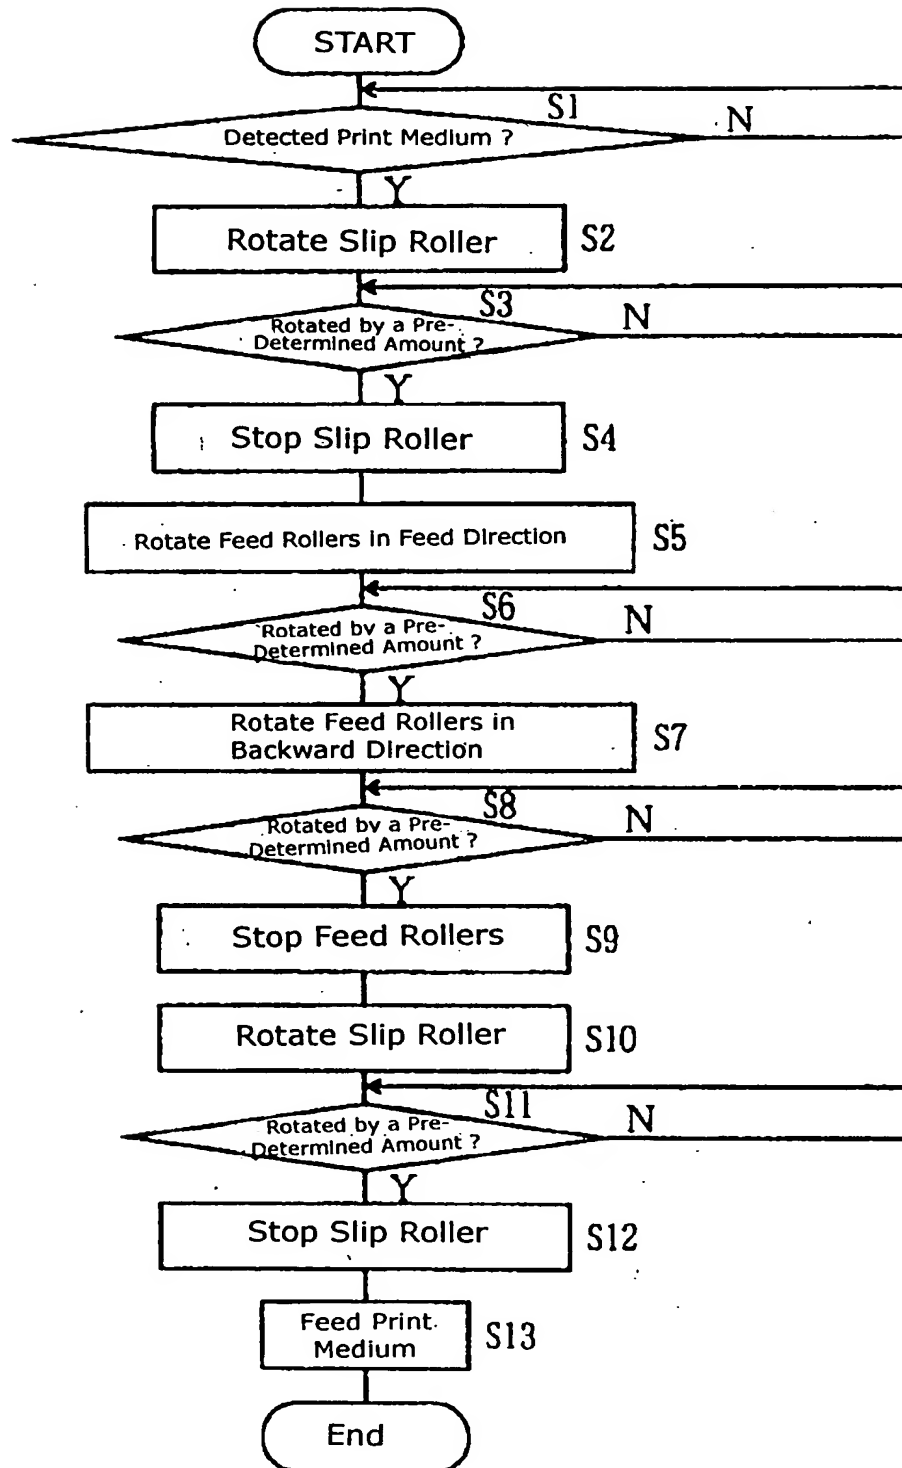 START
S1
N
Detected Print Medium ?
Y
Rotate Slip Roller
S2
S3
N
Rotated by a Pre-
Determined Amount ?
Y
Stop Slip Roller
S4
Rotate Feed Rollers in Feed Direction
S5
S6
N
Rotated by a Pre-
Determined Amount ?
Y
Rotate Feed Rollers in
Backward Direction
S7
S8
N
Rotated by a Pre-
Determined Amount ?
Y
Stop Feed Rollers
S9
Rotate Slip Roller
S10
S11
N
Rotated by a Pre-
Determined Amount ?
Y
Stop Slip Roller
S12
Feed Print
Medium
S13
End